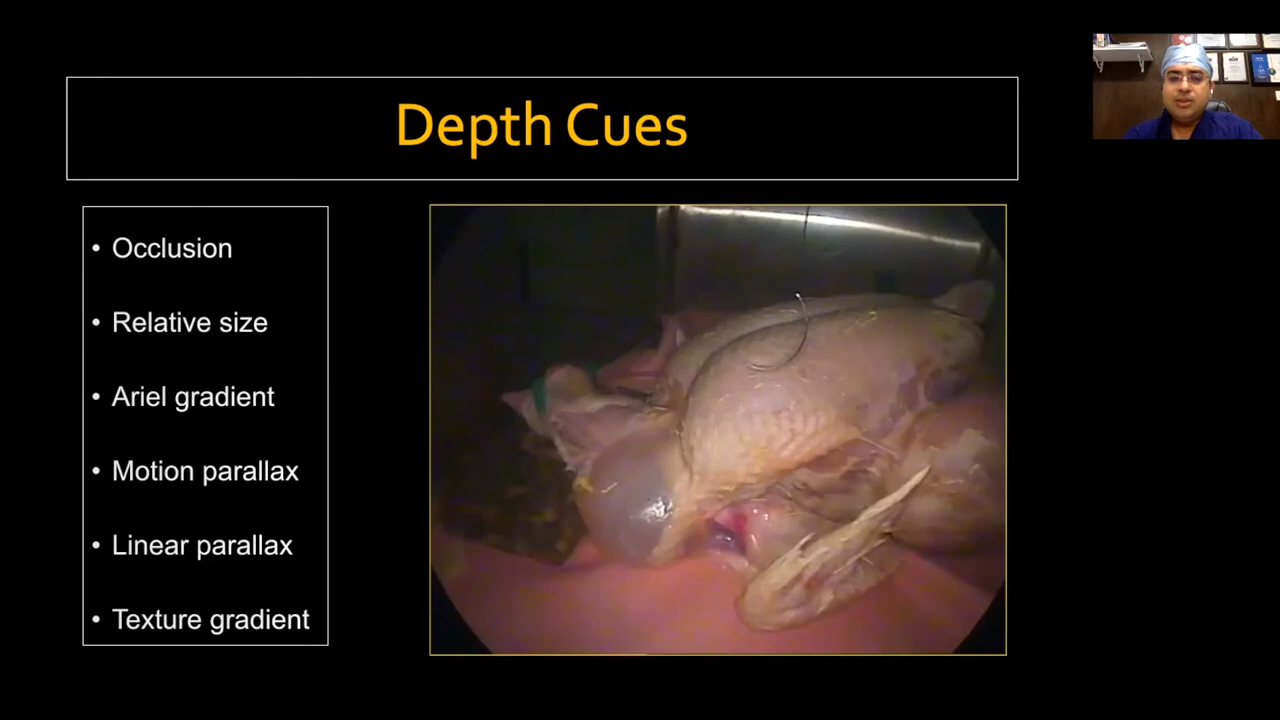 Depth Cues
• Occlusion
• Relative size
• Ariel gradient
• Motion parallax
• Linear parallax
• Texture gradient